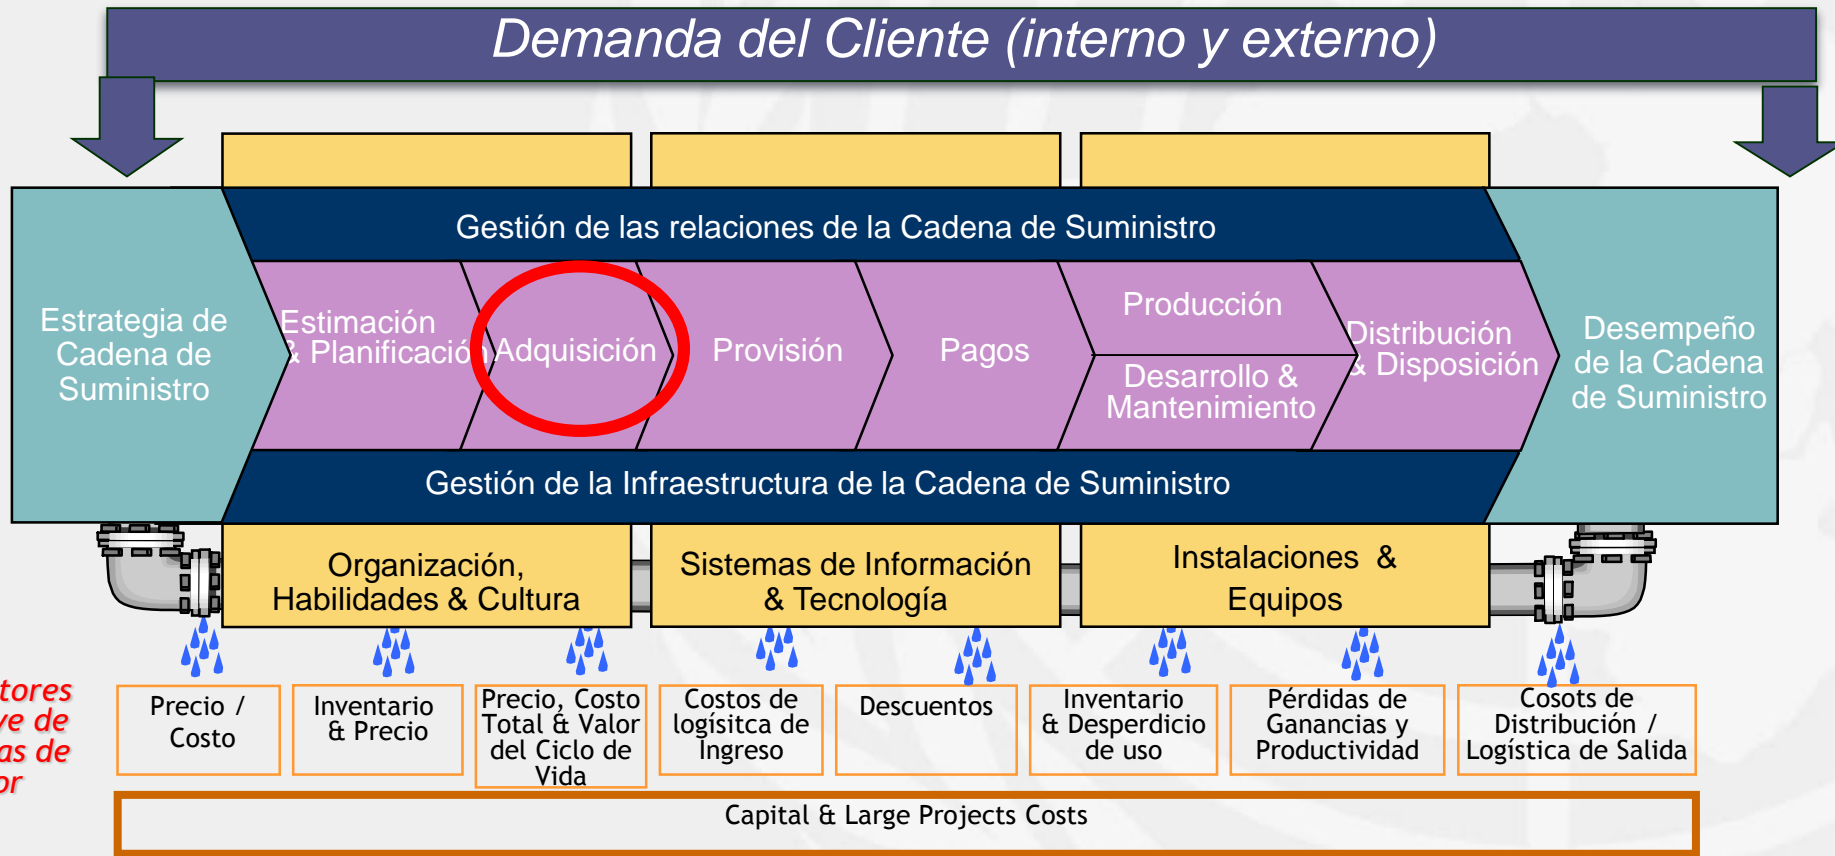 Demanda del Cliente (interno y externo)
Gestión de las relaciones de la Cadena de Suministro
Estrategia de
Cadena de
Suministro
Estimación
& Planificación
Adquisición
Provisión
Pagos
Producción
Desarrollo &
Mantenimiento
Distribución
& Disposición
Desempeño
de la Cadena
de Suministro
Gestión de la Infraestructura de la Cadena de Suministro
Organización,
Habilidades & Cultura
Sistemas de Información
& Tecnología
Instalaciones &
Equipos
tores
ye de
as de
or
Precio /
Costo
Inventario
& Precio
Precio, Costo
Total & Valor
del Ciclo de
Vida
Costos de
logísitca de
Ingreso
Descuentos
Inventario
& Desperdicio
de uso
Pérdidas de
Ganancias y
Productividad
Cosots de
Distribución /
Logística de Salida
Capital & Large Projects Costs